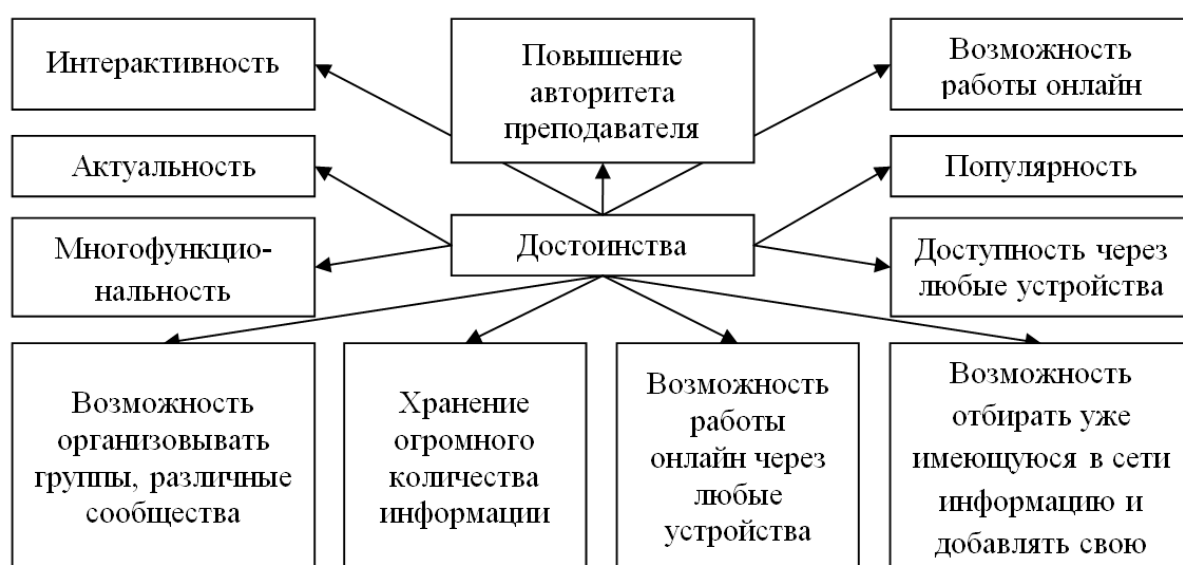 Интерактивность
Повышение
авторитета
преподавателя
Возможность
работы онлайн
Актуальность
Популярность
Многофункцио-
нальность
Достоинства
Доступность через
любые устройства
Возможность
организовывать
группы, различные
сообщества
Хранение
огромного
количества
информации
Возможность
работы
онлайн через
любые
устройства
Возможность
отбирать уже
имеющуюся в сети
информацию и
добавлять свою